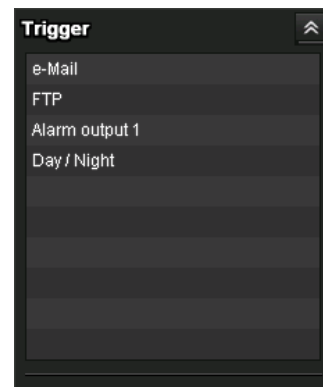 Trigger
e-Mail
FTP
Alarm output 1
Day / Night